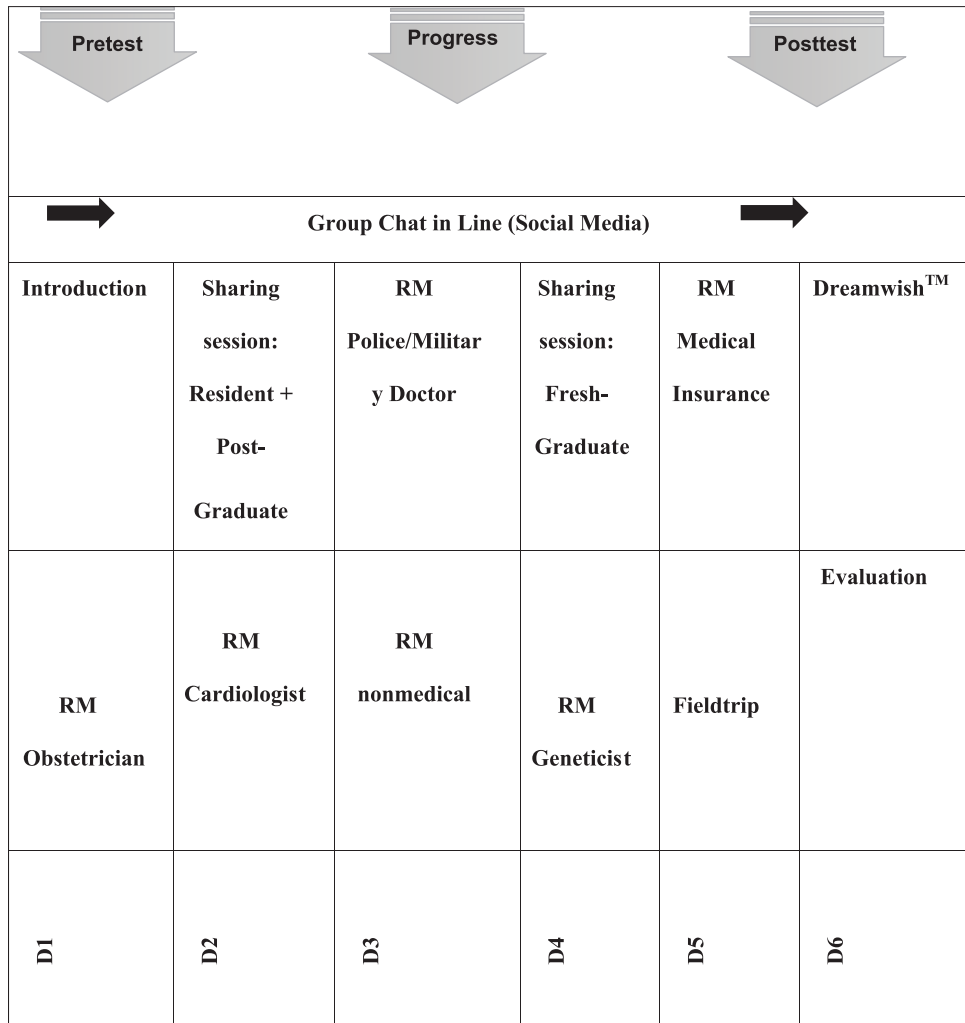 Pretest
Progress
Posttest
Group Chat in Line (Social Media)
Introduction
Sharing
session:
Resident +
Post-
Graduate
RM
Police/Militar
y Doctor
Sharing
session:
Fresh-
Graduate
RM
Medical
Insurance
Dreamwish™
RM
Obstetrician
RM
Cardiologist
RM
nonmedical
RM
Geneticist
Fieldtrip
Evaluation
D1
D2
D3
D4
D5
D6